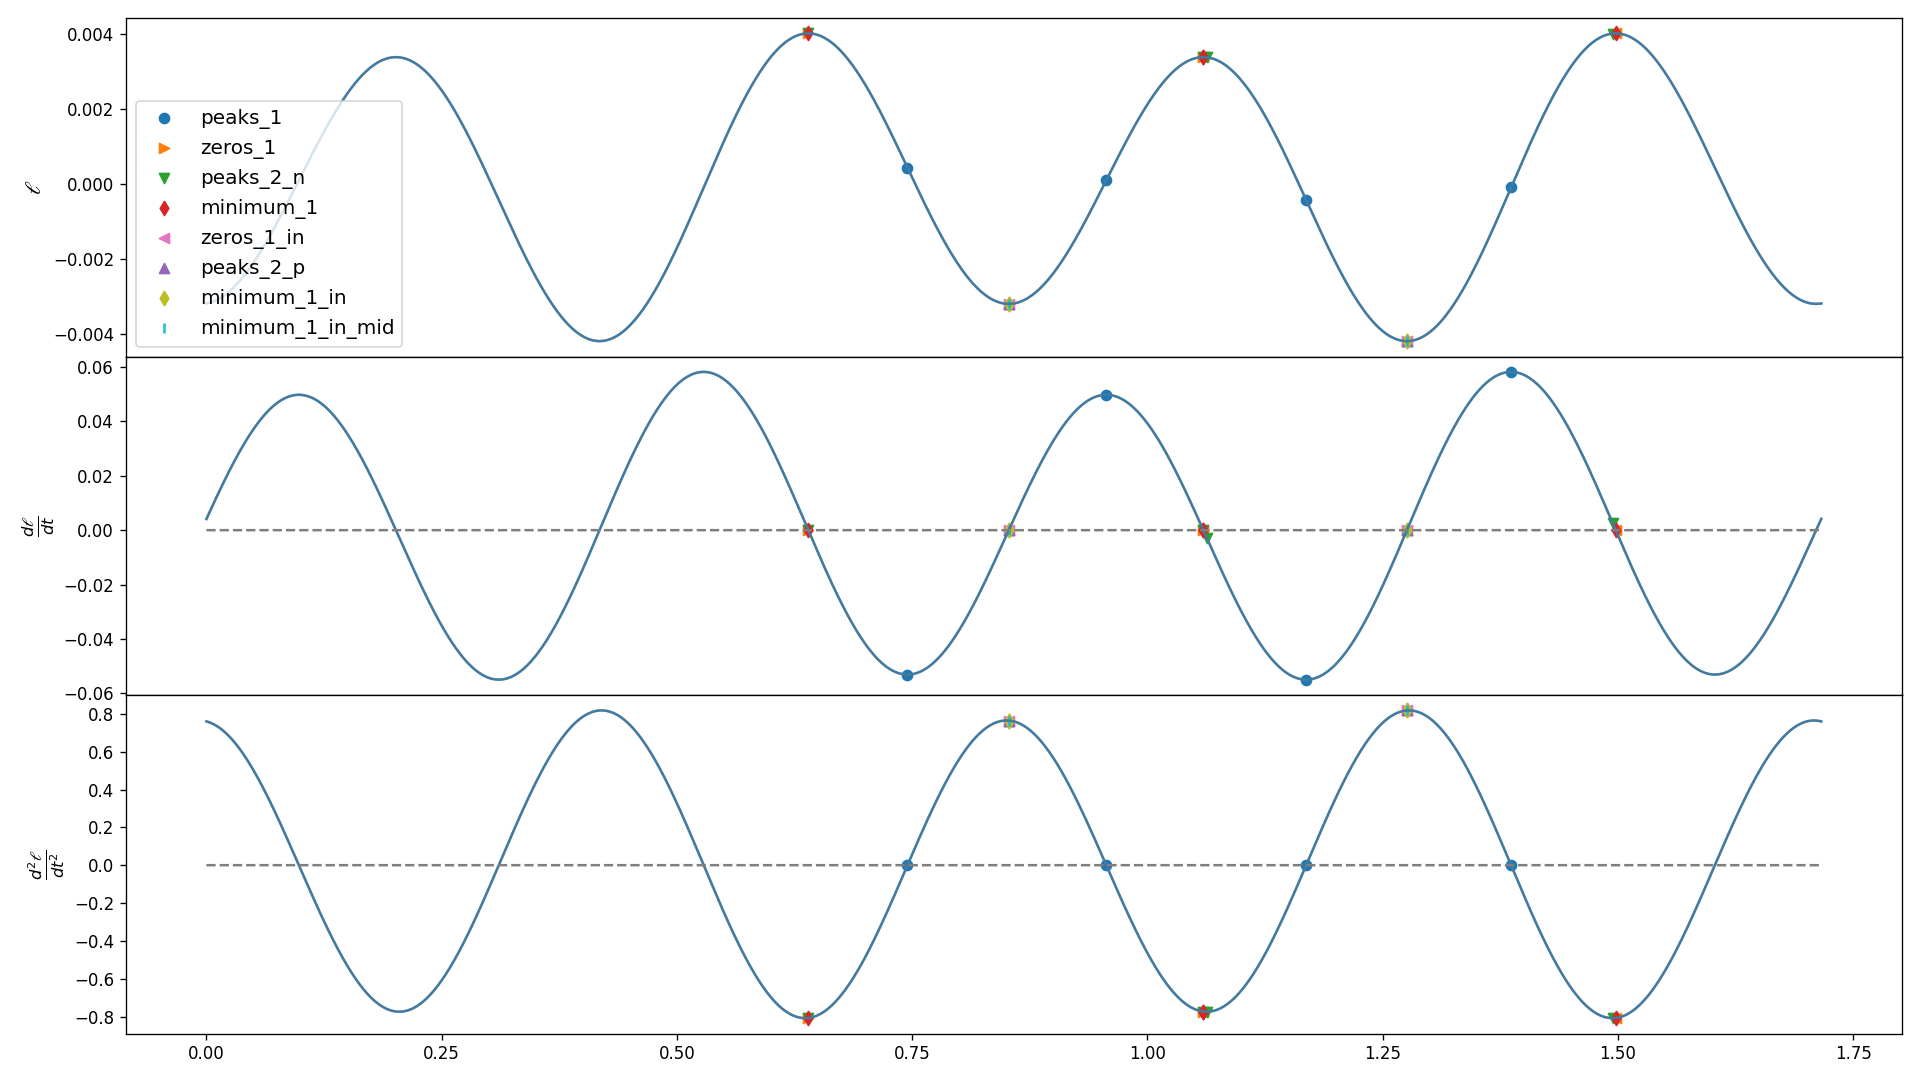 0.004
0.002
0.000
−0.002
−0.004
ℓ
peaks_1
zeros_1
peaks_2_n
minimum_1
zeros_1_in
peaks_2_p
minimum_1_in
minimum_1_in_mid
0.06
0.04
0.02
0.00
−0.02
−0.04
−0.06
dℓ/dt
0.8
0.6
0.4
0.2
0.0
−0.2
−0.4
−0.6
−0.8
d²ℓ/dt²
0.00 0.25 0.50 0.75 1.00 1.25 1.50 1.75